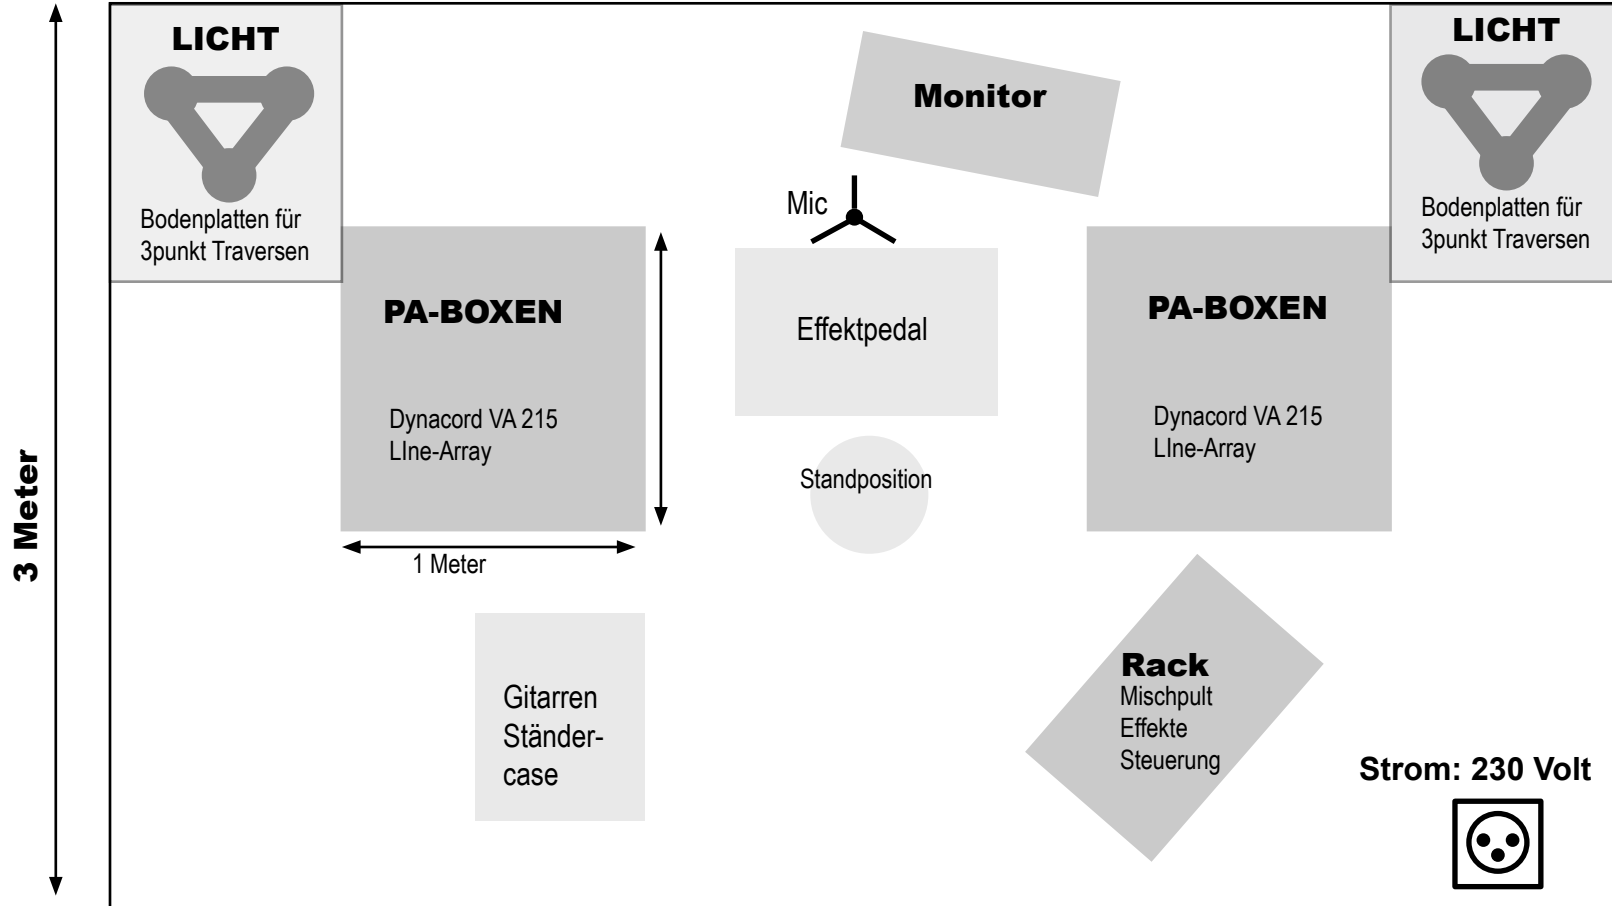 LICHT
Bodenplatten für
3punkt Traversen
Monitor
LICHT
Bodenplatten für
3punkt Traversen
Mic
PA-BOXEN
Dynacord VA 215
LIne-Array
Effektpedal
PA-BOXEN
Dynacord VA 215
LIne-Array
Standposition
3 Meter
1 Meter
Gitarren
Ständer-
case
Rack
Mischpult
Effekte
Steuerung
Strom: 230 Volt